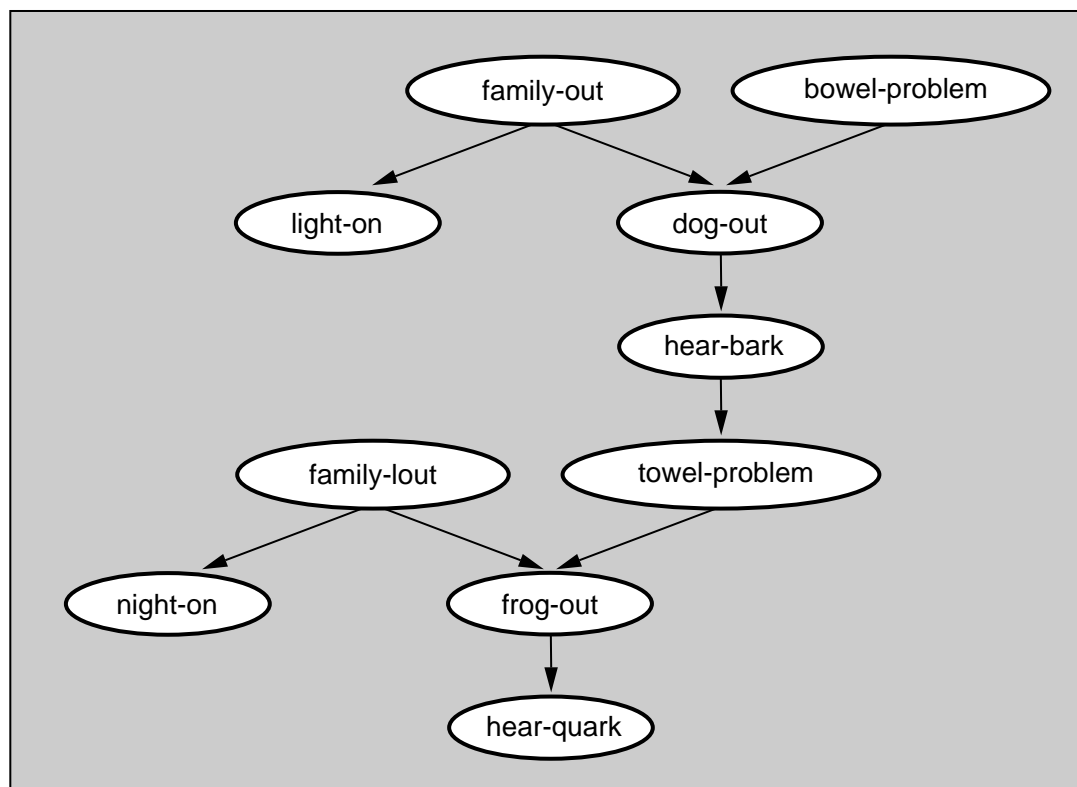 family-out
bowel-problem
light-on
dog-out
hear-bark
family-lout
towel-problem
night-on
frog-out
hear-quark